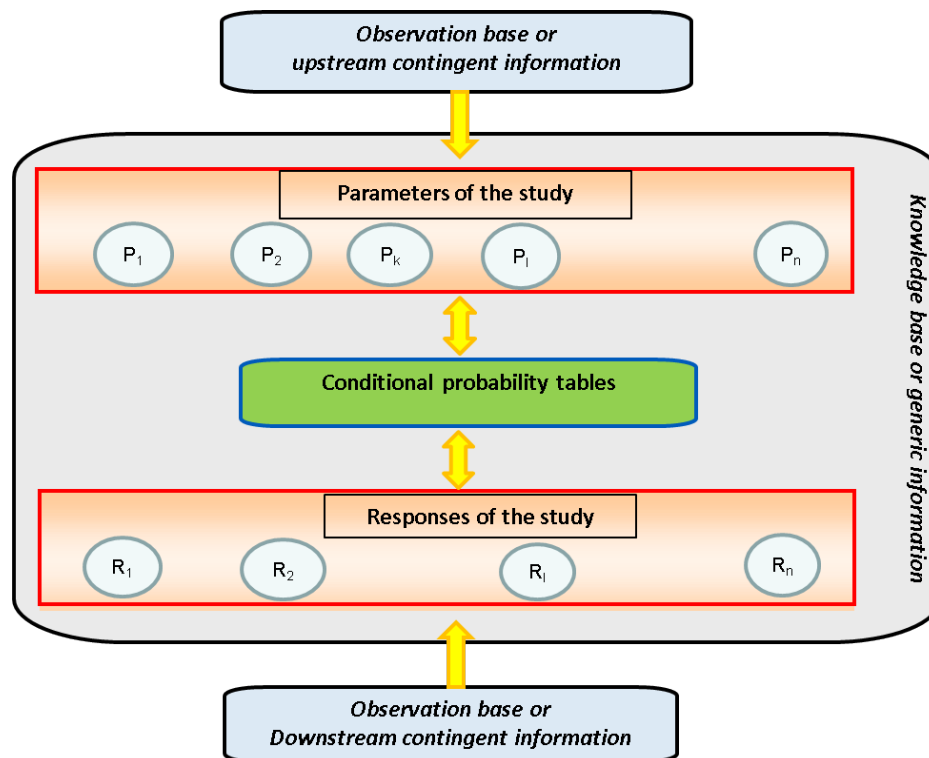 Observation base or
upstream contingent information
Parameters of the study
P1 P2 Pk Pl Pn
Conditional probability tables
Knowledge base or generic information
Responses of the study
R1 R2 Rl Rn
Observation base or
Downstream contingent information